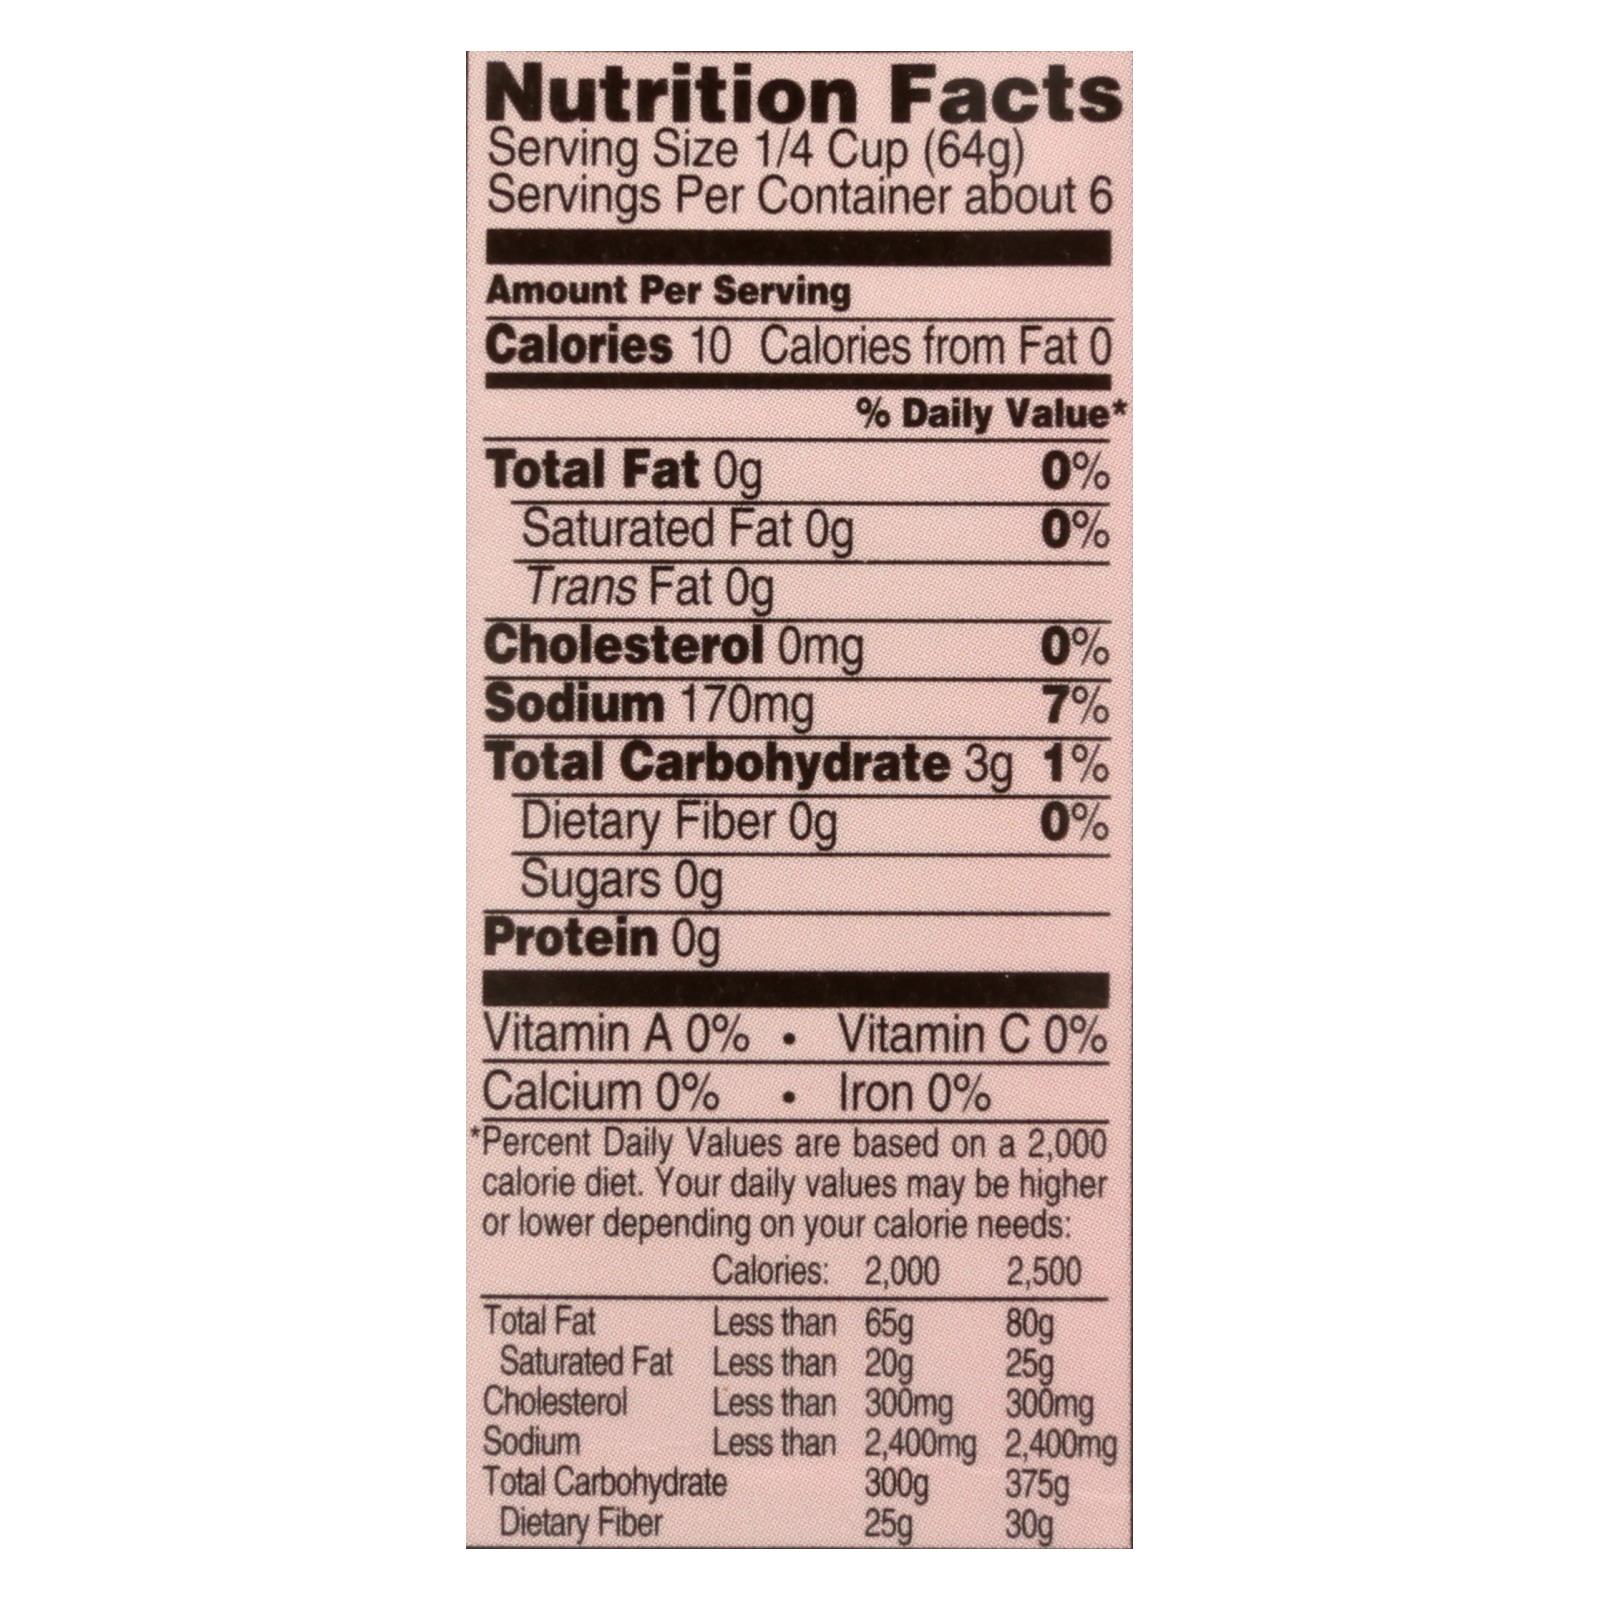 Nutrition Facts
Serving Size 1/4 Cup (64g)
Servings Per Container about 6
Amount Per Serving
Calories 10 Calories from Fat 0
% Daily Value*
Total Fat 0g 0%
Saturated Fat 0g 0%
Trans Fat 0g
Cholesterol 0mg 0%
Sodium 170mg 7%
Total Carbohydrate 3g 1%
Dietary Fiber 0g 0%
Sugars 0g
Protein 0g
Vitamin A 0% • Vitamin C 0%
Calcium 0% • Iron 0%
*Percent Daily Values are based on a 2,000
calorie diet. Your daily values may be higher
or lower depending on your calorie needs:
Calories: 2,000 2,500
Total Fat Less than 65g 80g
Saturated Fat Less than 20g 25g
Cholesterol Less than 300mg 300mg
Sodium Less than 2,400mg 2,400mg
Total Carbohydrate 300g 375g
Dietary Fiber 25g 30g